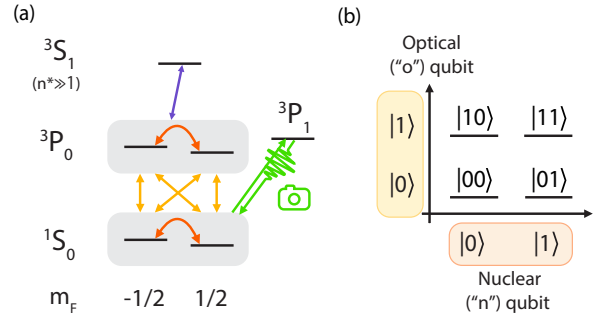 (a)
³S₁
(n*≫1)
³P₀
³P₁
¹S₀
m_F -1/2 1/2
(b)
Optical
("o") qubit
|1⟩ |10⟩ |11⟩
|0⟩ |00⟩ |01⟩
|0⟩ |1⟩
Nuclear
("n") qubit